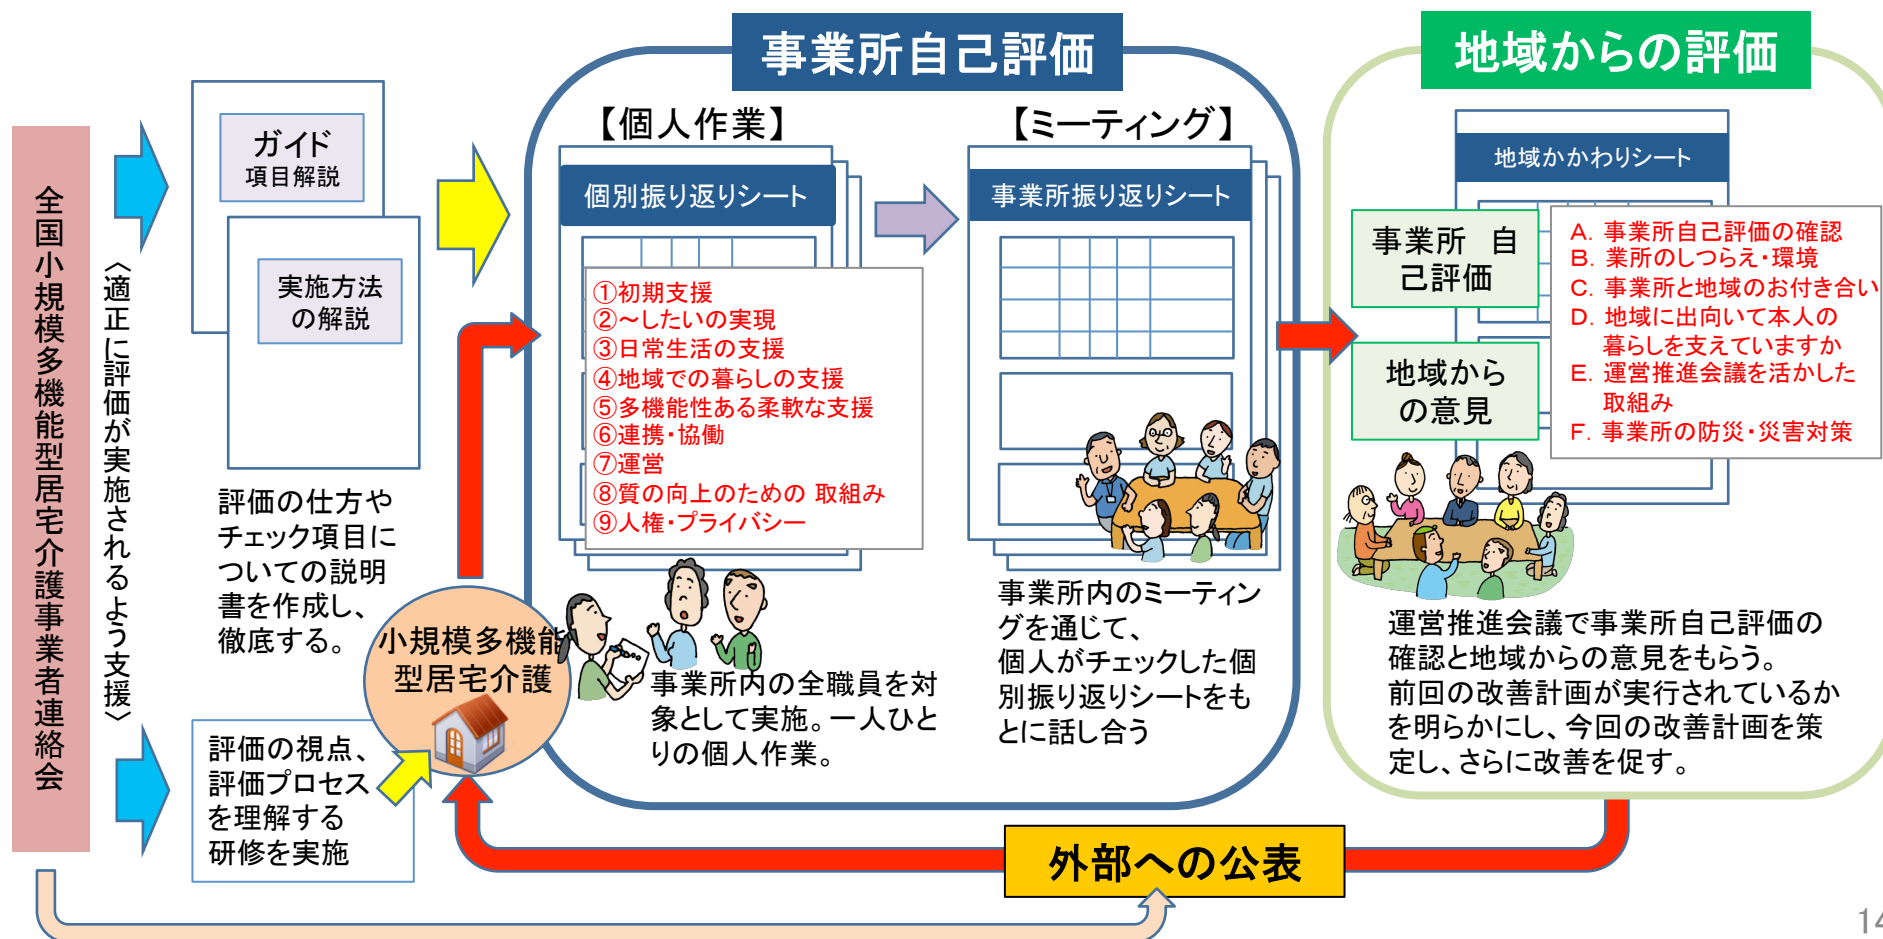 全国小規模多機能型居宅介護事業者連絡会
〈適正に評価が実施されるよう支援〉
ガイド
項目解説
実施方法
の解説
評価の仕方や
チェック項目に
ついての説明
書を作成し、
徹底する。
評価の視点、
評価プロセス
を理解する
研修を実施
小規模多機能
型居宅介護
事業所自己評価
【個人作業】
個別振り返りシート
①初期支援
②～したいの実現
③日常生活の支援
④地域での暮らしの支援
⑤多機能性ある柔軟な支援
⑥連携・協働
⑦運営
⑧質の向上のための 取組み
⑨人権・プライバシー
事業所内の全職員を対
象として実施。一人ひと
りの個人作業。
【ミーティング】
事業所振り返りシート
事業所内のミーティン
グを通じて、
個人がチェックした個
別振り返りシートをも
とに話し合う
地域からの評価
地域かかわりシート
事業所 自
己評価
地域から
の意見
A. 事業所自己評価の確認
B. 業所のしつらえ・環境
C. 事業所と地域のお付き合い
D. 地域に出向いて本人の
暮らしを支えていますか
E. 運営推進会議を活かした
取組み
F. 事業所の防災・災害対策
運営推進会議で事業所自己評価の
確認と地域からの意見をもらう。
前回の改善計画が実行されているか
を明らかにし、今回の改善計画を策
定し、さらに改善を促す。
外部への公表
14